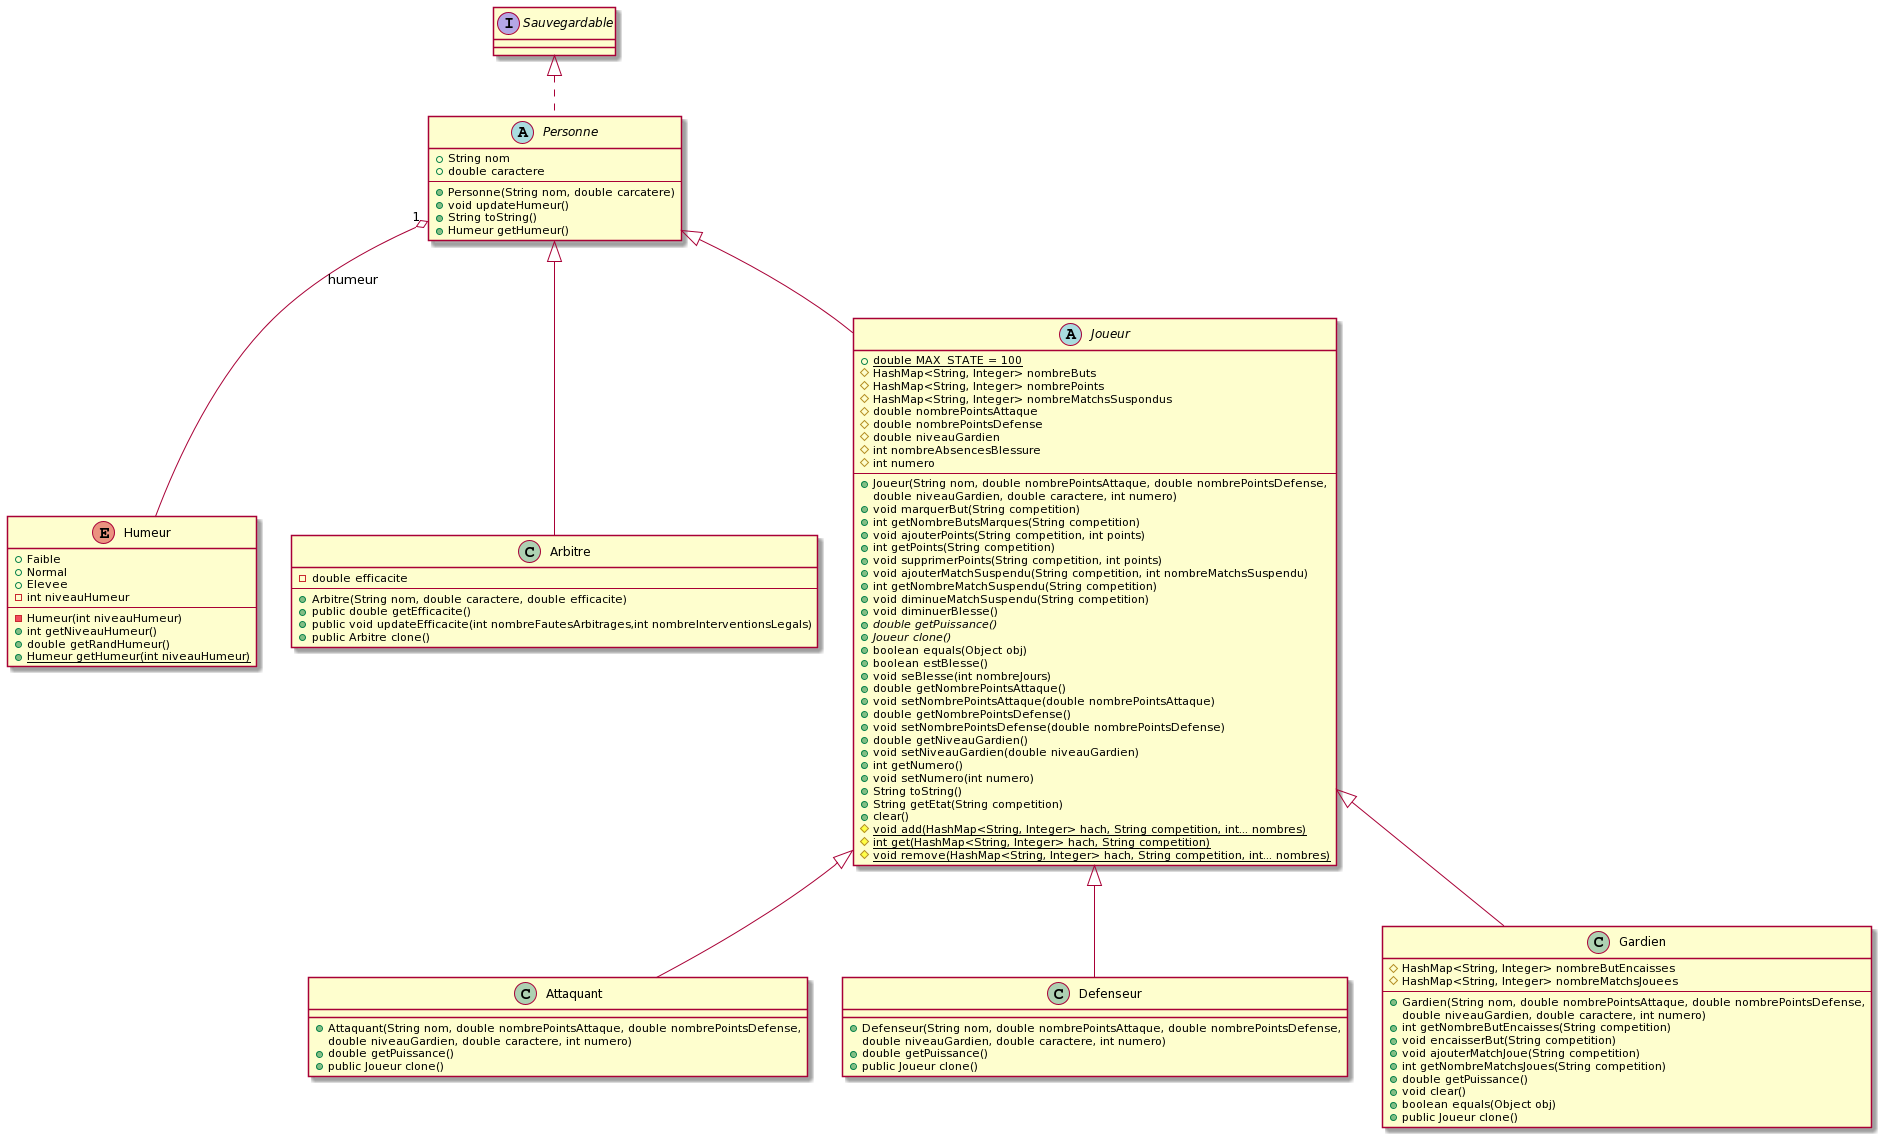 I Sauvegardable
A Personne
String nom
double caractere
Personne(String nom, double carcatere)
void updateHumeur()
String toString()
Humeur getHumeur()
1
humeur
A Joueur
double MAX_STATE = 100
HashMap<String, Integer> nombreButs
HashMap<String, Integer> nombrePoints
HashMap<String, Integer> nombreMatchsSuspondus
double nombrePointsAttaque
double nombrePointsDefense
double niveauGardien
int nombreAbsencesBlessure
int numero
Joueur(String nom, double nombrePointsAttaque, double nombrePointsDefense,
double niveauGardien, double caractere, int numero)
void marquerBut(String competition)
int getNombreButsMarques(String competition)
void ajouterPoints(String competition, int points)
int getPoints(String competition)
void supprimerPoints(String competition, int points)
void ajouterMatchSuspendu(String competition, int nombreMatchsSuspendu)
int getNombreMatchSuspendu(String competition)
void diminueMatchSuspendu(String competition)
void diminuerBlesse()
double getPuissance()
Joueur clone()
boolean equals(Object obj)
boolean estBlesse()
void seBlesse(int nombreJours)
double getNombrePointsAttaque()
void setNombrePointsAttaque(double nombrePointsAttaque)
double getNombrePointsDefense()
void setNombrePointsDefense(double nombrePointsDefense)
double getNiveauGardien()
void setNiveauGardien(double niveauGardien)
int getNumero()
void setNumero(int numero)
String toString()
String getEtat(String competition)
clear()
void add(HashMap<String, Integer> hach, String competition, int... nombres)
int get(HashMap<String, Integer> hach, String competition)
void remove(HashMap<String, Integer> hach, String competition, int... nombres)
E Humeur
Faible
Normal
Elevee
int niveauHumeur
Humeur(int niveauHumeur)
int getNiveauHumeur()
double getRandHumeur()
Humeur getHumeur(int niveauHumeur)
C Arbitre
double efficacite
Arbitre(String nom, double caractere, double efficacite)
public double getEfficacite()
public void updateEfficacite(int nombreFautesArbitrages,int nombreInterventionsLegals)
public Arbitre clone()
C Attaquant
Attaquant(String nom, double nombrePointsAttaque, double nombrePointsDefense,
double niveauGardien, double caractere, int numero)
double getPuissance()
public Joueur clone()
C Defenseur
Defenseur(String nom, double nombrePointsAttaque, double nombrePointsDefense,
double niveauGardien, double caractere, int numero)
double getPuissance()
public Joueur clone()
C Gardien
HashMap<String, Integer> nombreButEncaisses
HashMap<String, Integer> nombreMatchsJouees
Gardien(String nom, double nombrePointsAttaque, double nombrePointsDefense,
double niveauGardien, double caractere, int numero)
int getNombreButEncaisses(String competition)
void encaisserBut(String competition)
void ajouterMatchJoue(String competition)
int getNombreMatchsJoues(String competition)
double getPuissance()
void clear()
boolean equals(Object obj)
public Joueur clone()